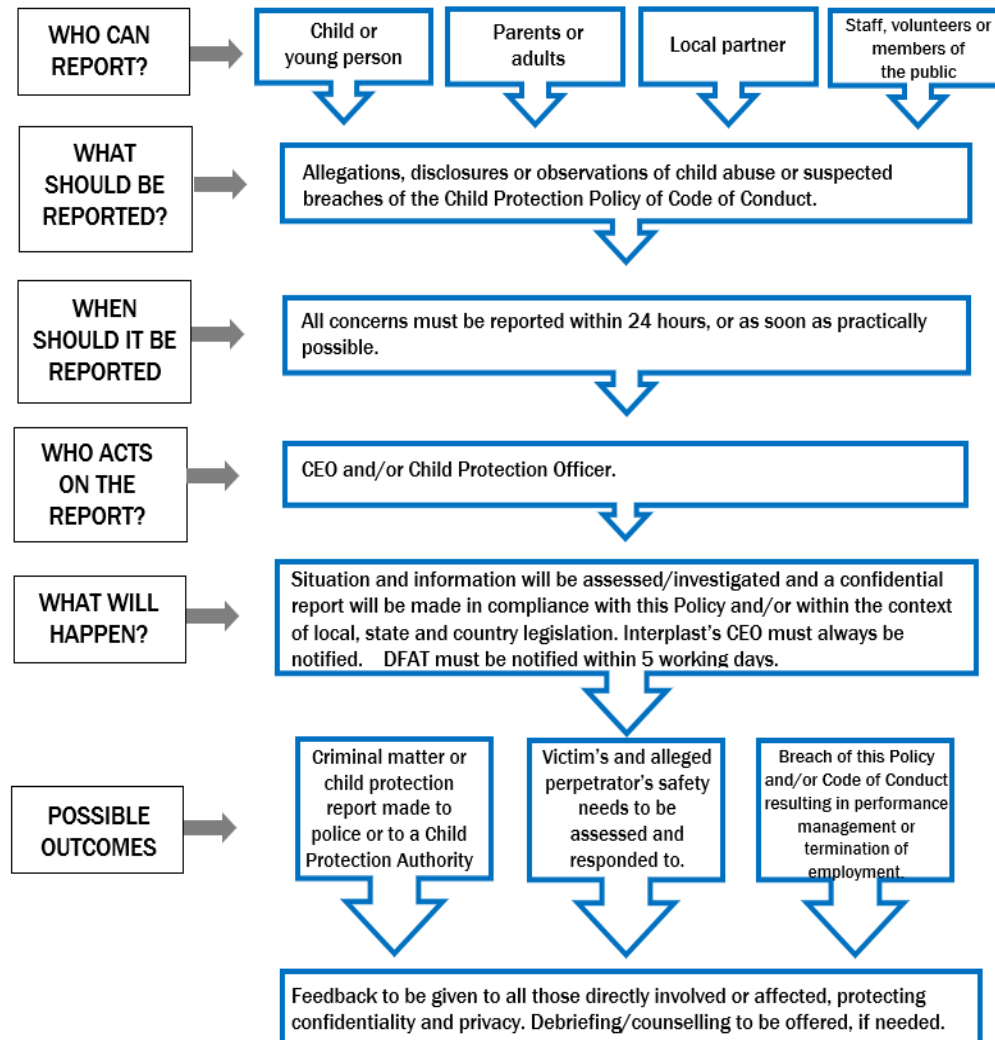 WHO CAN
REPORT?
Child or
young person
Parents or
adults
Local partner
Staff, volunteers or
members of
the public
WHAT
SHOULD BE
REPORTED?
Allegations, disclosures or observations of child abuse or suspected
breaches of the Child Protection Policy of Code of Conduct.
WHEN
SHOULD IT BE
REPORTED
All concerns must be reported within 24 hours, or as soon as practically
possible.
WHO ACTS
ON THE
REPORT?
CEO and/or Child Protection Officer.
WHAT WILL
HAPPEN?
Situation and information will be assessed/investigated and a confidential
report will be made in compliance with this Policy and/or within the context
of local, state and country legislation. Interplast's CEO must always be
notified. DFAT must be notified within 5 working days.
POSSIBLE
OUTCOMES
Criminal matter or
child protection
report made to
police or to a Child
Protection Authority
Victim's and alleged
perpetrator's safety
needs to be
assessed and
responded to.
Breach of this Policy
and/or Code of Conduct
resulting in performance
management or
termination of
employment.
Feedback to be given to all those directly involved or affected, protecting
confidentiality and privacy. Debriefing/counselling to be offered, if needed.